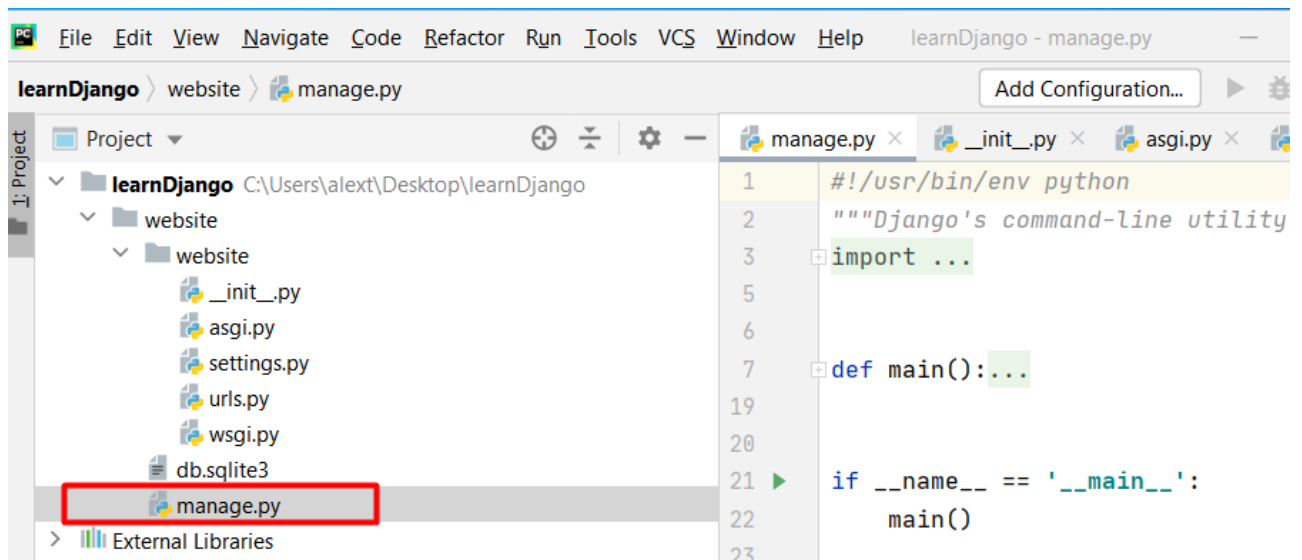 PC File Edit View Navigate Code Refactor Run Tools VCS Window Help learnDjango - manage.py
learnDjango website manage.py Add Configuration...
1: Project
Project
manage.py __init__.py asgi.py
learnDjango C:\Users\alext\Desktop\learnDjango
website
website
__init__.py
asgi.py
settings.py
urls.py
wsgi.py
db.sqlite3
manage.py
External Libraries
1 #!/usr/bin/env python
2 """Django's command-line utility
3 import ...
5
6
7 def main():...
19
20
21 if __name__ == '__main__':
22 main()
23